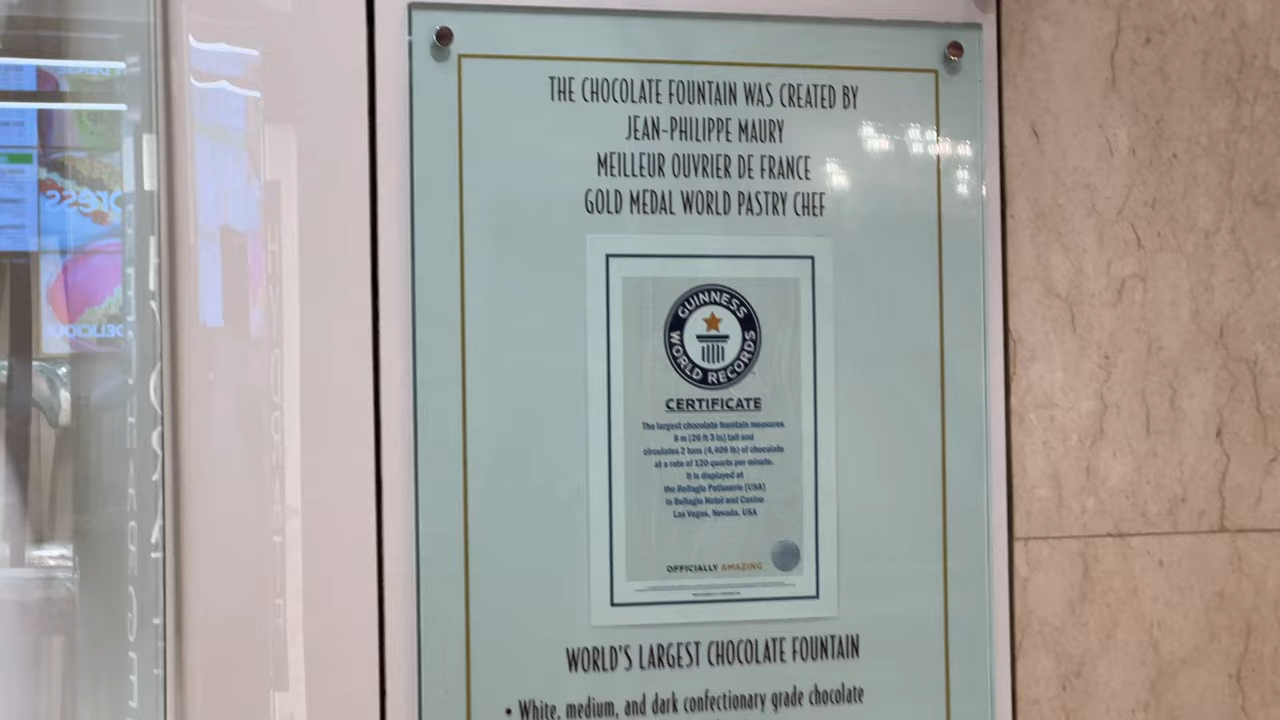 THE CHOCOLATE FOUNTAIN WAS CREATED BY
JEAN-PHILIPPE MAURY
MEILLEUR OUVRIER DE FRANCE
GOLD MEDAL WORLD PASTRY CHEF
GUINNESS
WORLD RECORDS
CERTIFICATE
The largest chocolate fountain measures
8 m (26 ft 3 in) tall and
circulates 2 tons (4,409 lb) of chocolate
at a rate of 120 quarts per minute.
It is displayed at
the Bellagio Patisserie (USA)
in Bellagio Hotel and Casino
Las Vegas, Nevada, USA
OFFICIALLY AMAZING
WORLD'S LARGEST CHOCOLATE FOUNTAIN
• White, medium, and dark confectionary grade chocolate